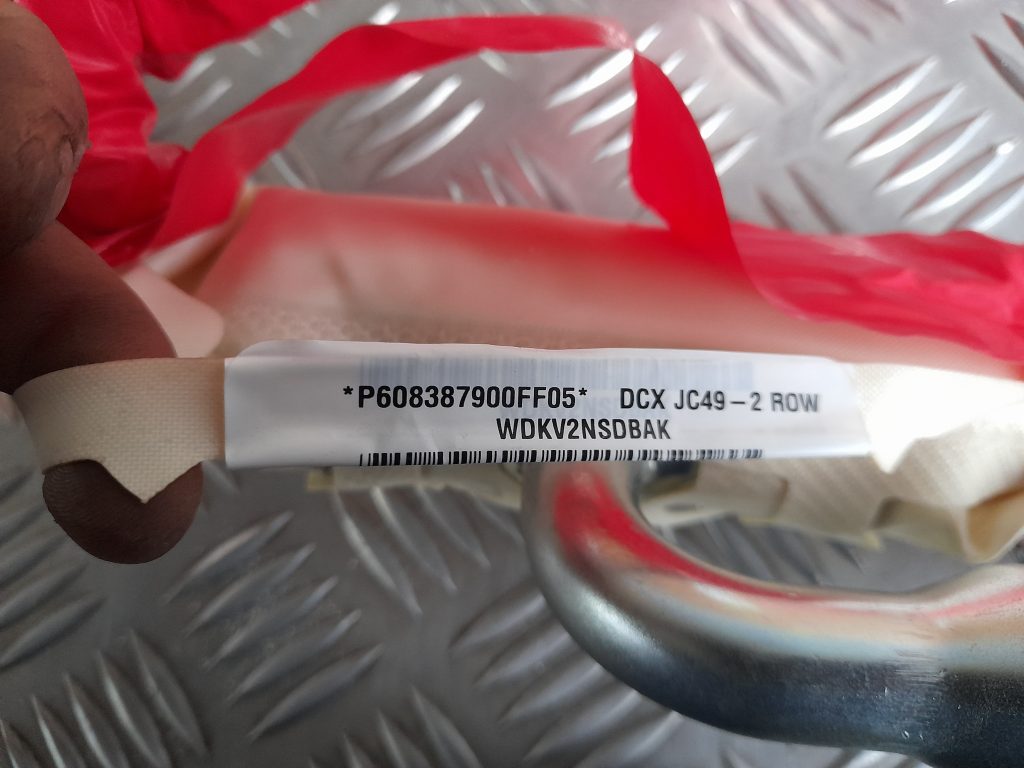 *P608387900FF05* DCX JC49-2 ROW
WDKV2NSDBAK